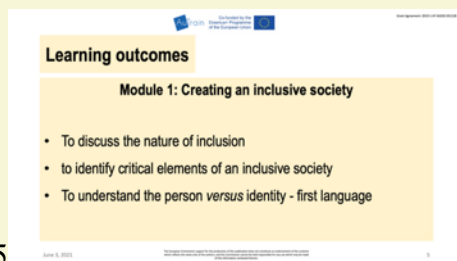 Co-funded by the
Erasmus+ Programme
of the European Union
Learning outcomes
Module 1: Creating an inclusive society
• To discuss the nature of inclusion
• to identify critical elements of an inclusive society
• To understand the person versus identity - first language
June 3, 2021
5
5